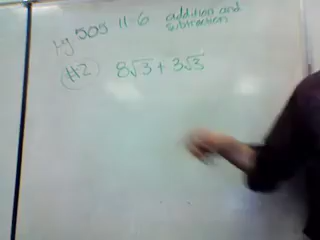 pg 505 11-6 addition and
subtraction
#2 8√3 + 3√3